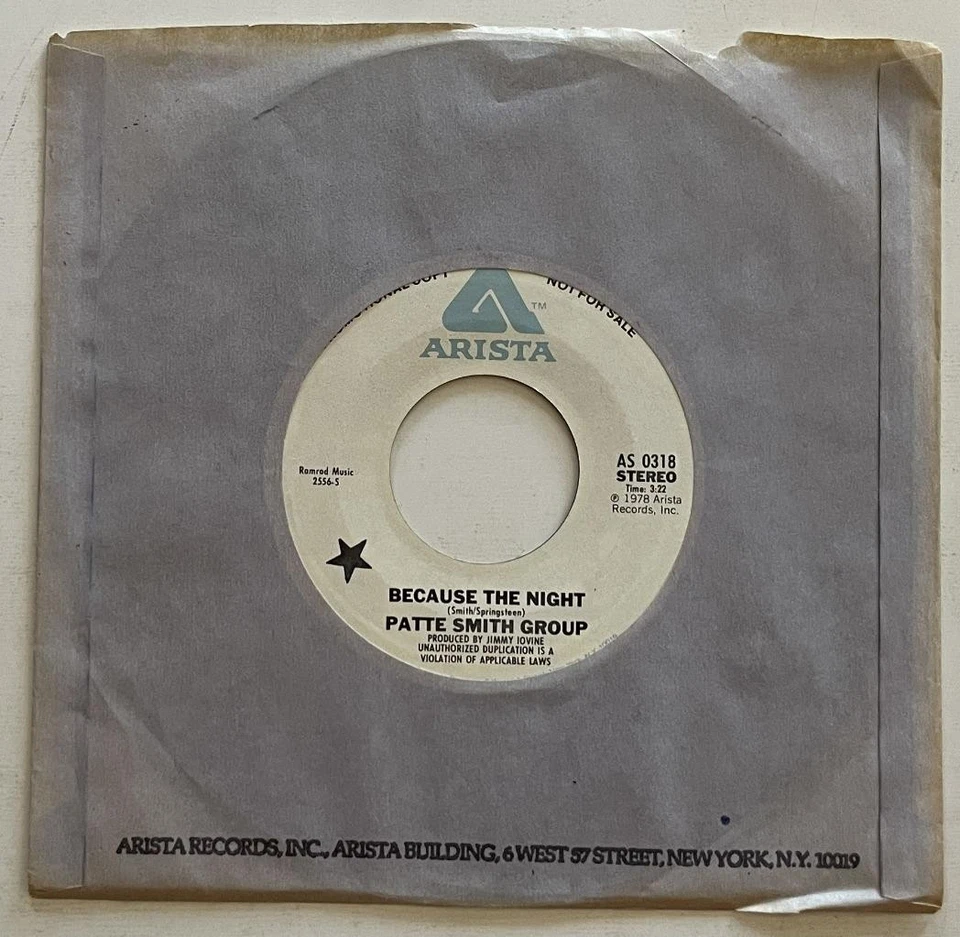 NOT FOR SALE
TM
ARISTA
Ramrod Music
2556-S
AS 0318
STEREO
Time: 3:22
℗ 1978 Arista
Records, Inc.
BECAUSE THE NIGHT
(Smith/Springsteen)
PATTE SMITH GROUP
PRODUCED BY JIMMY IOVINE
UNAUTHORIZED DUPLICATION IS A
VIOLATION OF APPLICABLE LAWS
ARISTA RECORDS, INC., ARISTA BUILDING, 6 WEST 57 STREET, NEW YORK, N.Y. 10019